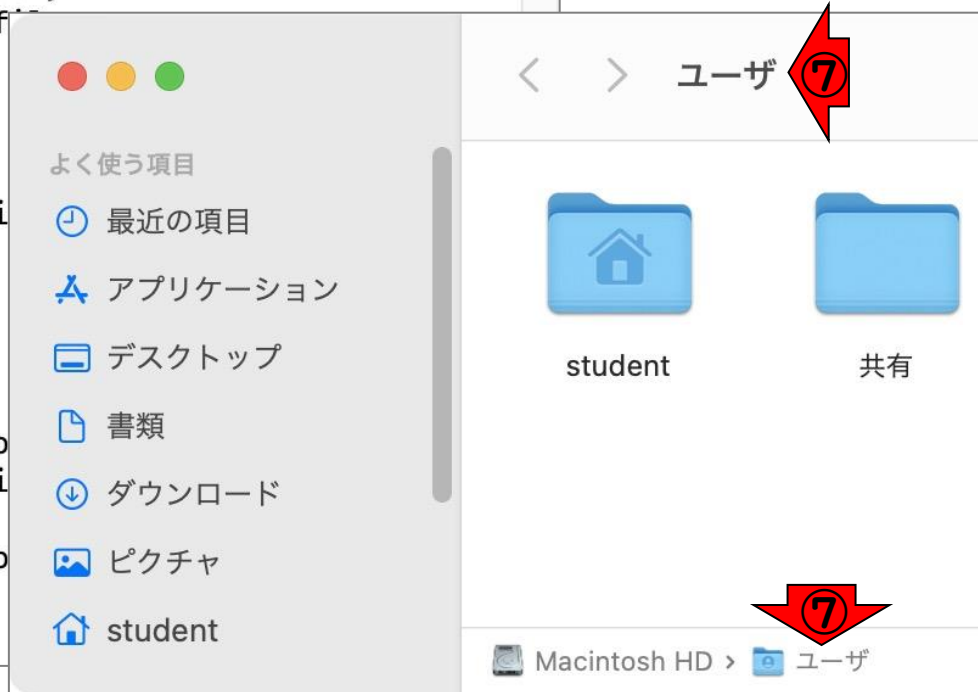 ユーザ
⑦
よく使う項目
最近の項目
アプリケーション
デスクトップ
書類
ダウンロード
ピクチャ
student
student
共有
⑦
Macintosh HD › ユーザ